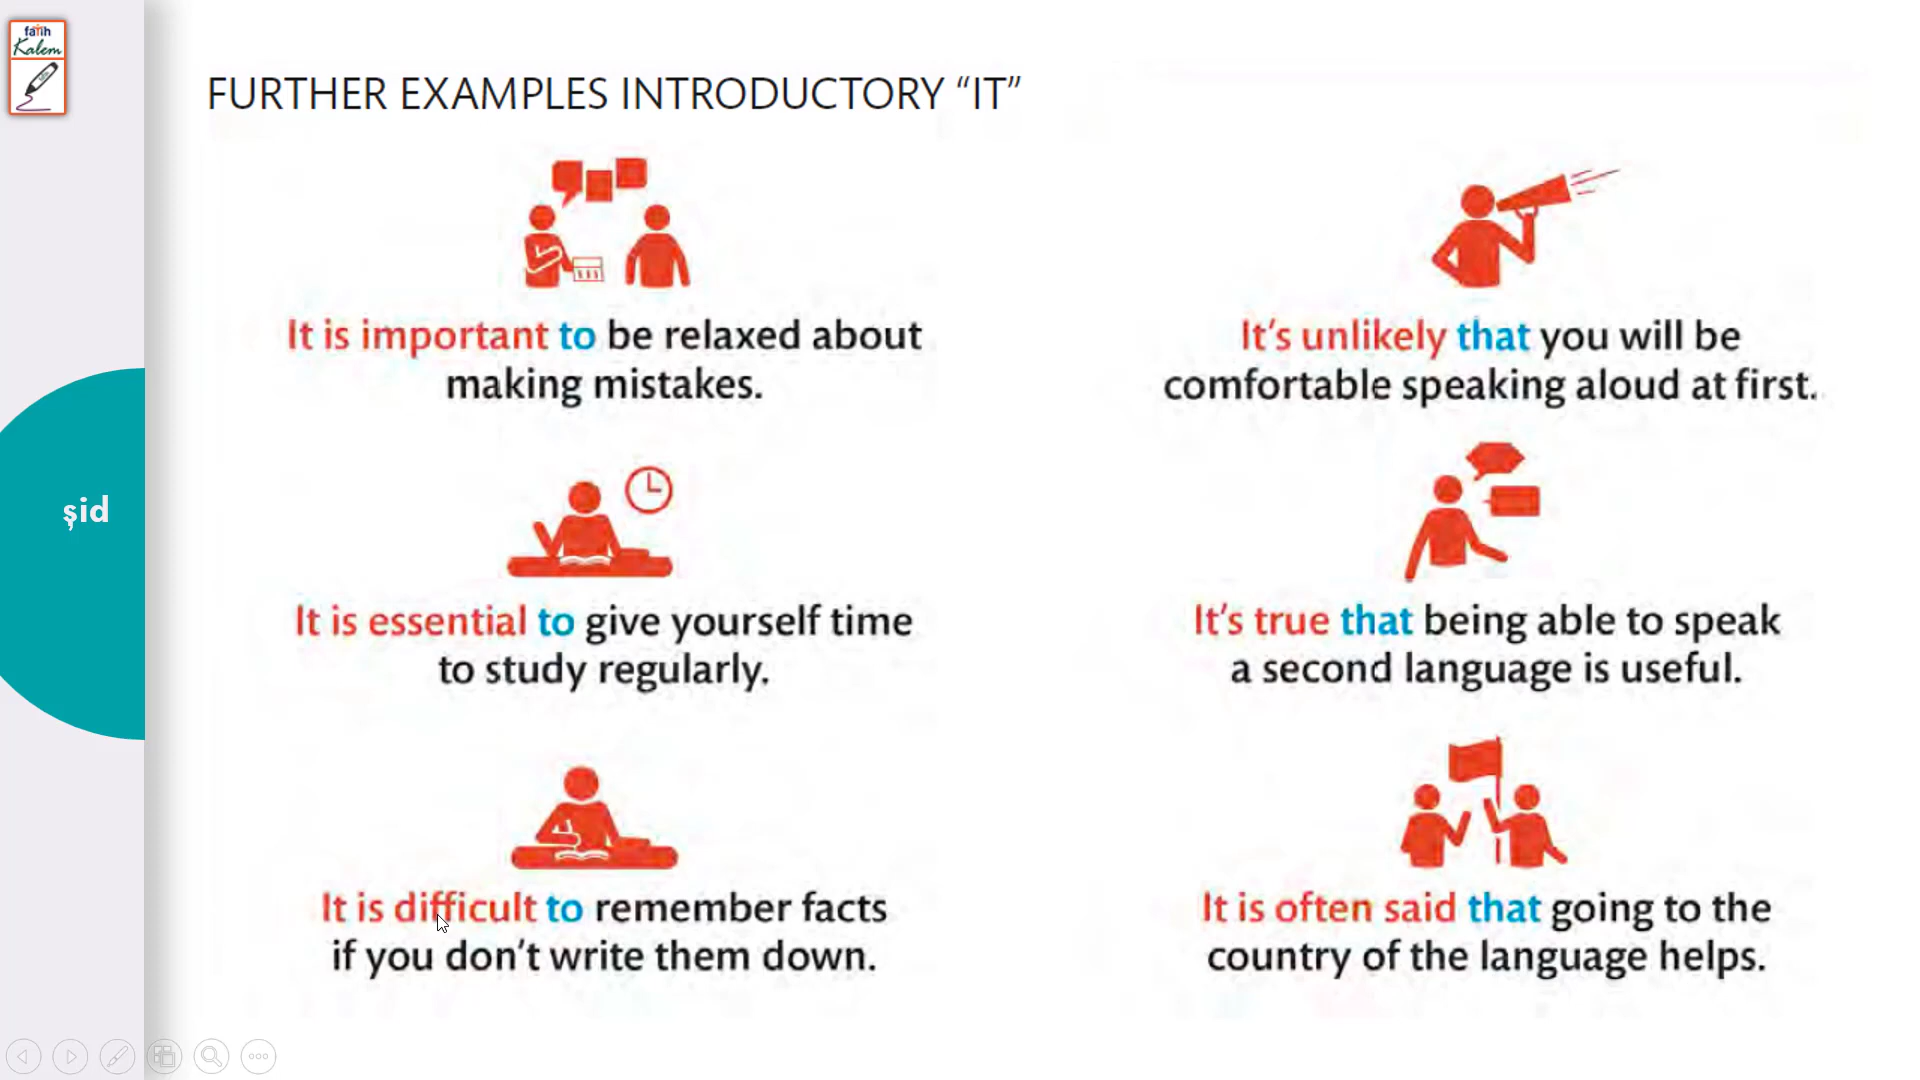 fatih
Kalem
FURTHER EXAMPLES INTRODUCTORY “IT”
It is important to be relaxed about
making mistakes.
It's unlikely that you will be
comfortable speaking aloud at first.
şid
It is essential to give yourself time
to study regularly.
It's true that being able to speak
a second language is useful.
It is difficult to remember facts
if you don't write them down.
It is often said that going to the
country of the language helps.